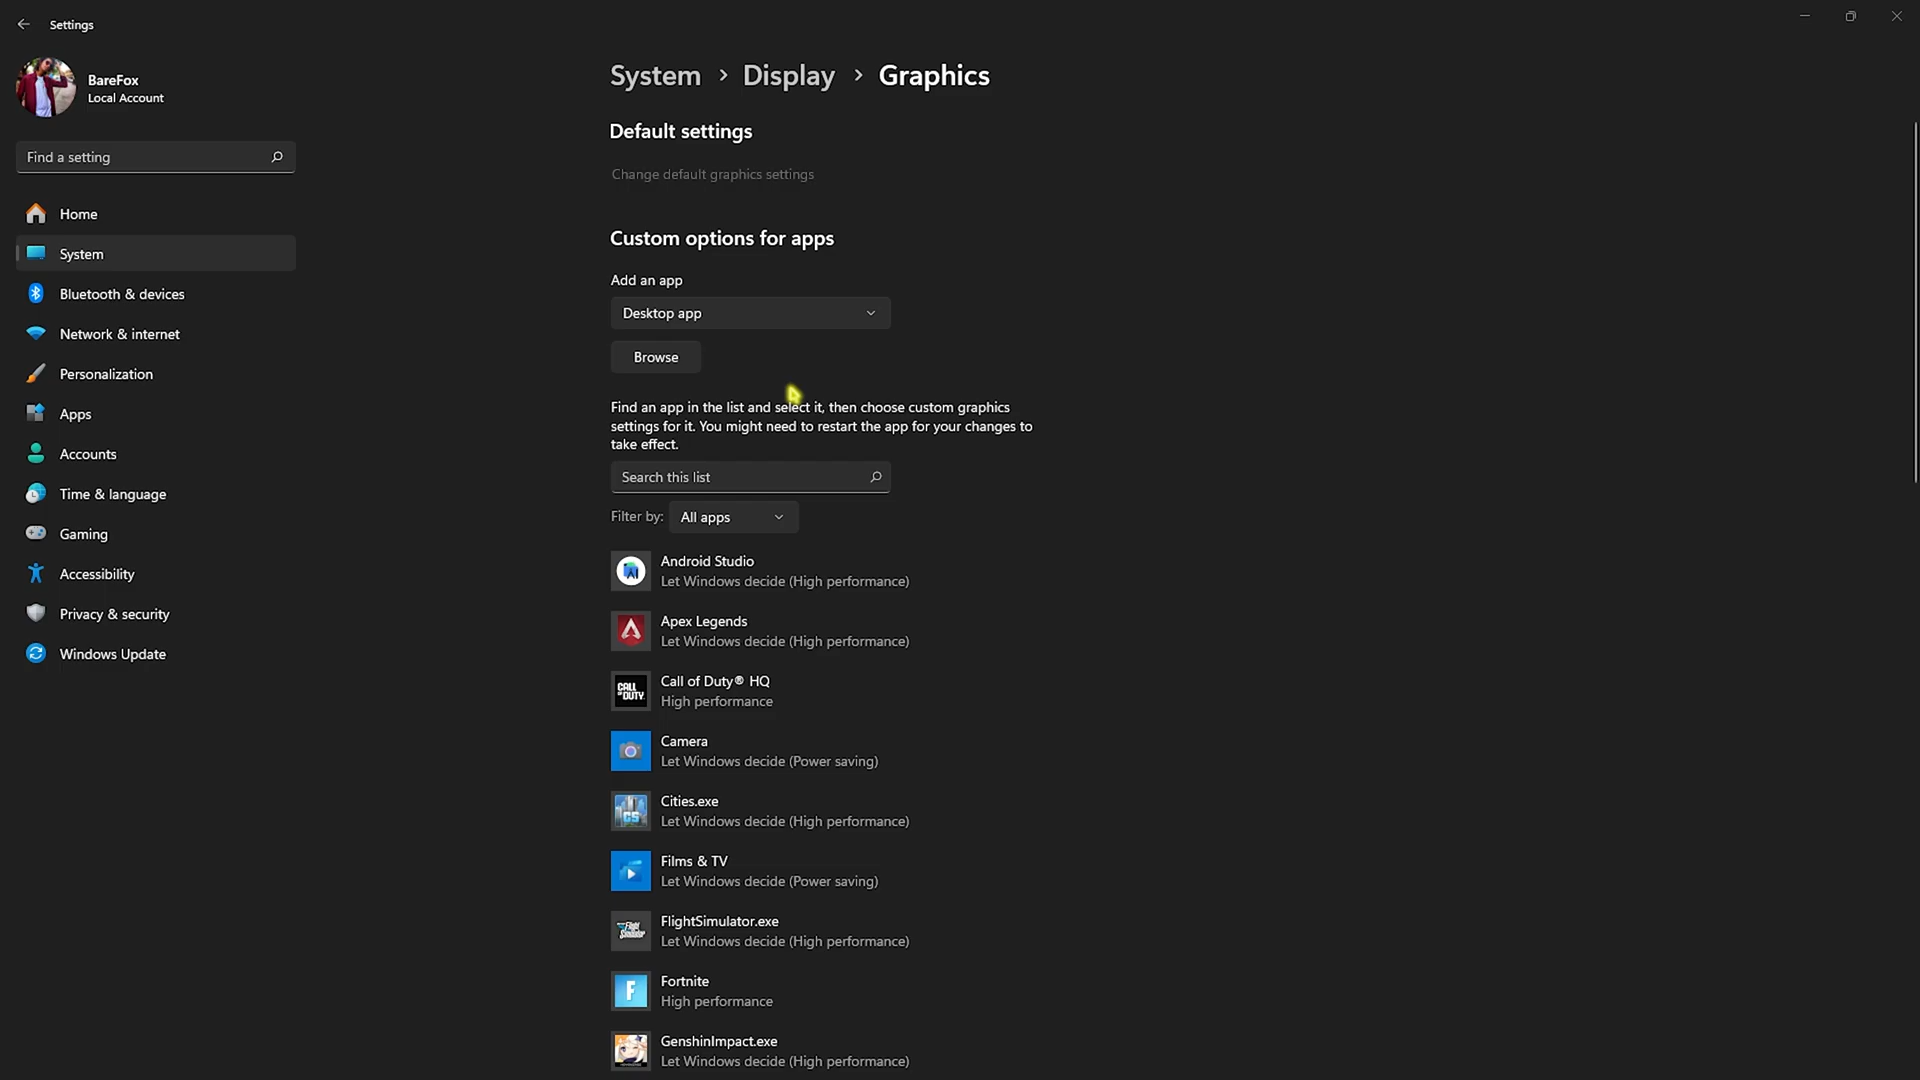 Settings
BareFox
Local Account
Find a setting
Home
System
Bluetooth & devices
Network & internet
Personalization
Apps
Accounts
Time & language
Gaming
Accessibility
Privacy & security
Windows Update
System > Display > Graphics
Default settings
Change default graphics settings
Custom options for apps
Add an app
Desktop app
Browse
Find an app in the list and select it, then choose custom graphics
settings for it. You might need to restart the app for your changes to
take effect.
Search this list
Filter by: All apps
Android Studio
Let Windows decide (High performance)
Apex Legends
Let Windows decide (High performance)
CALL OF DUTY
Call of Duty® HQ
High performance
Camera
Let Windows decide (Power saving)
CS
Cities.exe
Let Windows decide (High performance)
Films & TV
Let Windows decide (Power saving)
Flight Simulator
FlightSimulator.exe
Let Windows decide (High performance)
F
Fortnite
High performance
GenshinImpact.exe
Let Windows decide (High performance)